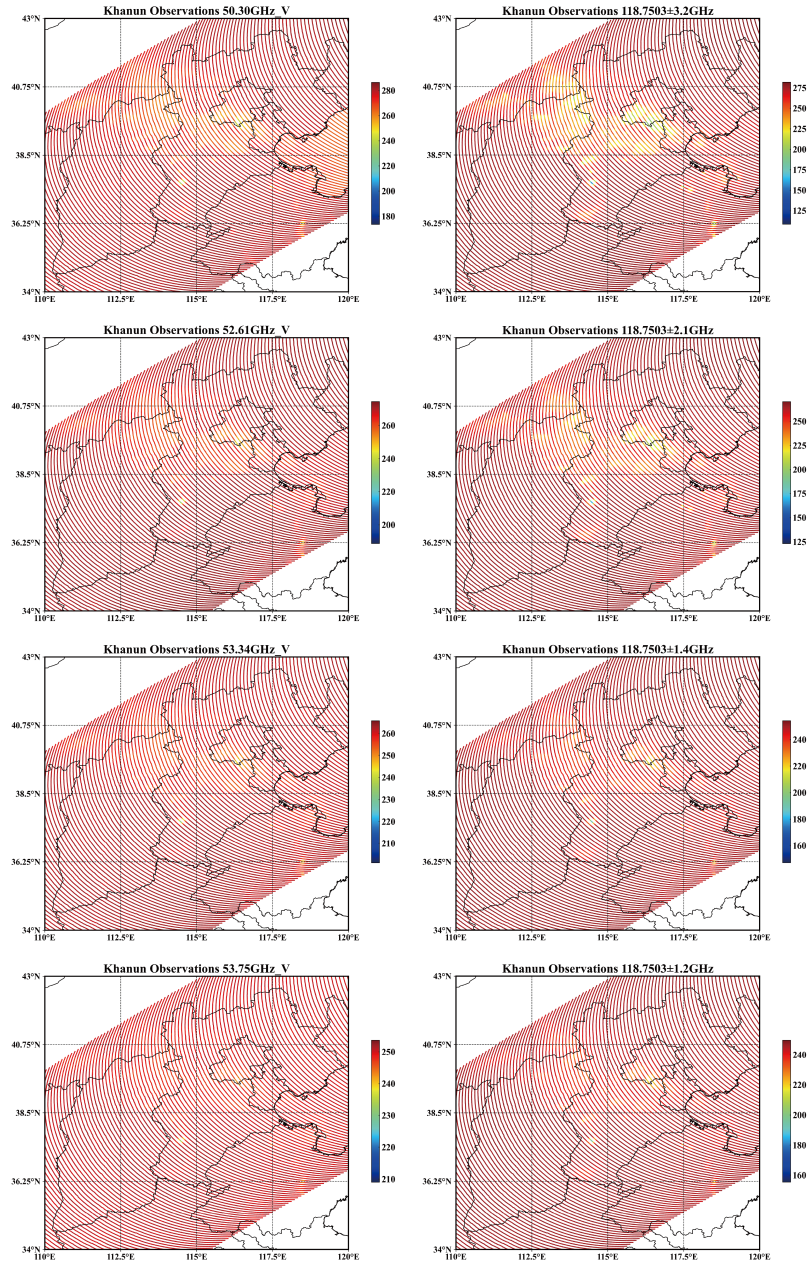 Khanun Observations 50.30GHz_V
43°N
40.75°N
38.5°N
36.25°N
34°N
110°E
112.5°E
115°E
117.5°E
120°E
280
260
240
220
200
180
Khanun Observations 118.7503±3.2GHz
43°N
40.75°N
38.5°N
36.25°N
34°N
110°E
112.5°E
115°E
117.5°E
120°E
275
250
225
200
175
150
125
Khanun Observations 52.61GHz_V
43°N
40.75°N
38.5°N
36.25°N
34°N
110°E
112.5°E
115°E
117.5°E
120°E
260
240
220
200
Khanun Observations 118.7503±2.1GHz
43°N
40.75°N
38.5°N
36.25°N
34°N
110°E
112.5°E
115°E
117.5°E
120°E
250
225
200
175
150
125
Khanun Observations 53.34GHz_V
43°N
40.75°N
38.5°N
36.25°N
34°N
110°E
112.5°E
115°E
117.5°E
120°E
260
250
240
230
220
210
Khanun Observations 118.7503±1.4GHz
43°N
40.75°N
38.5°N
36.25°N
34°N
110°E
112.5°E
115°E
117.5°E
120°E
240
220
200
180
160
Khanun Observations 53.75GHz_V
43°N
40.75°N
38.5°N
36.25°N
34°N
110°E
112.5°E
115°E
117.5°E
120°E
250
240
230
220
210
Khanun Observations 118.7503±1.2GHz
43°N
40.75°N
38.5°N
36.25°N
34°N
110°E
112.5°E
115°E
117.5°E
120°E
240
220
200
180
160